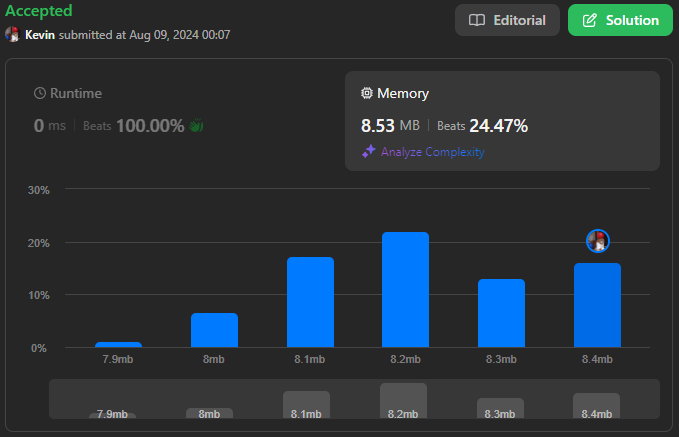 Accepted
Editorial
Solution
Kevin submitted at Aug 09, 2024 00:07
Runtime
0 ms
Beats 100.00%
Memory
8.53 MB
Beats 24.47%
Analyze Complexity
30%
20%
10%
0%
7.9mb 8mb 8.1mb 8.2mb 8.3mb 8.4mb
7.9mb 8mb 8.1mb 8.2mb 8.3mb 8.4mb